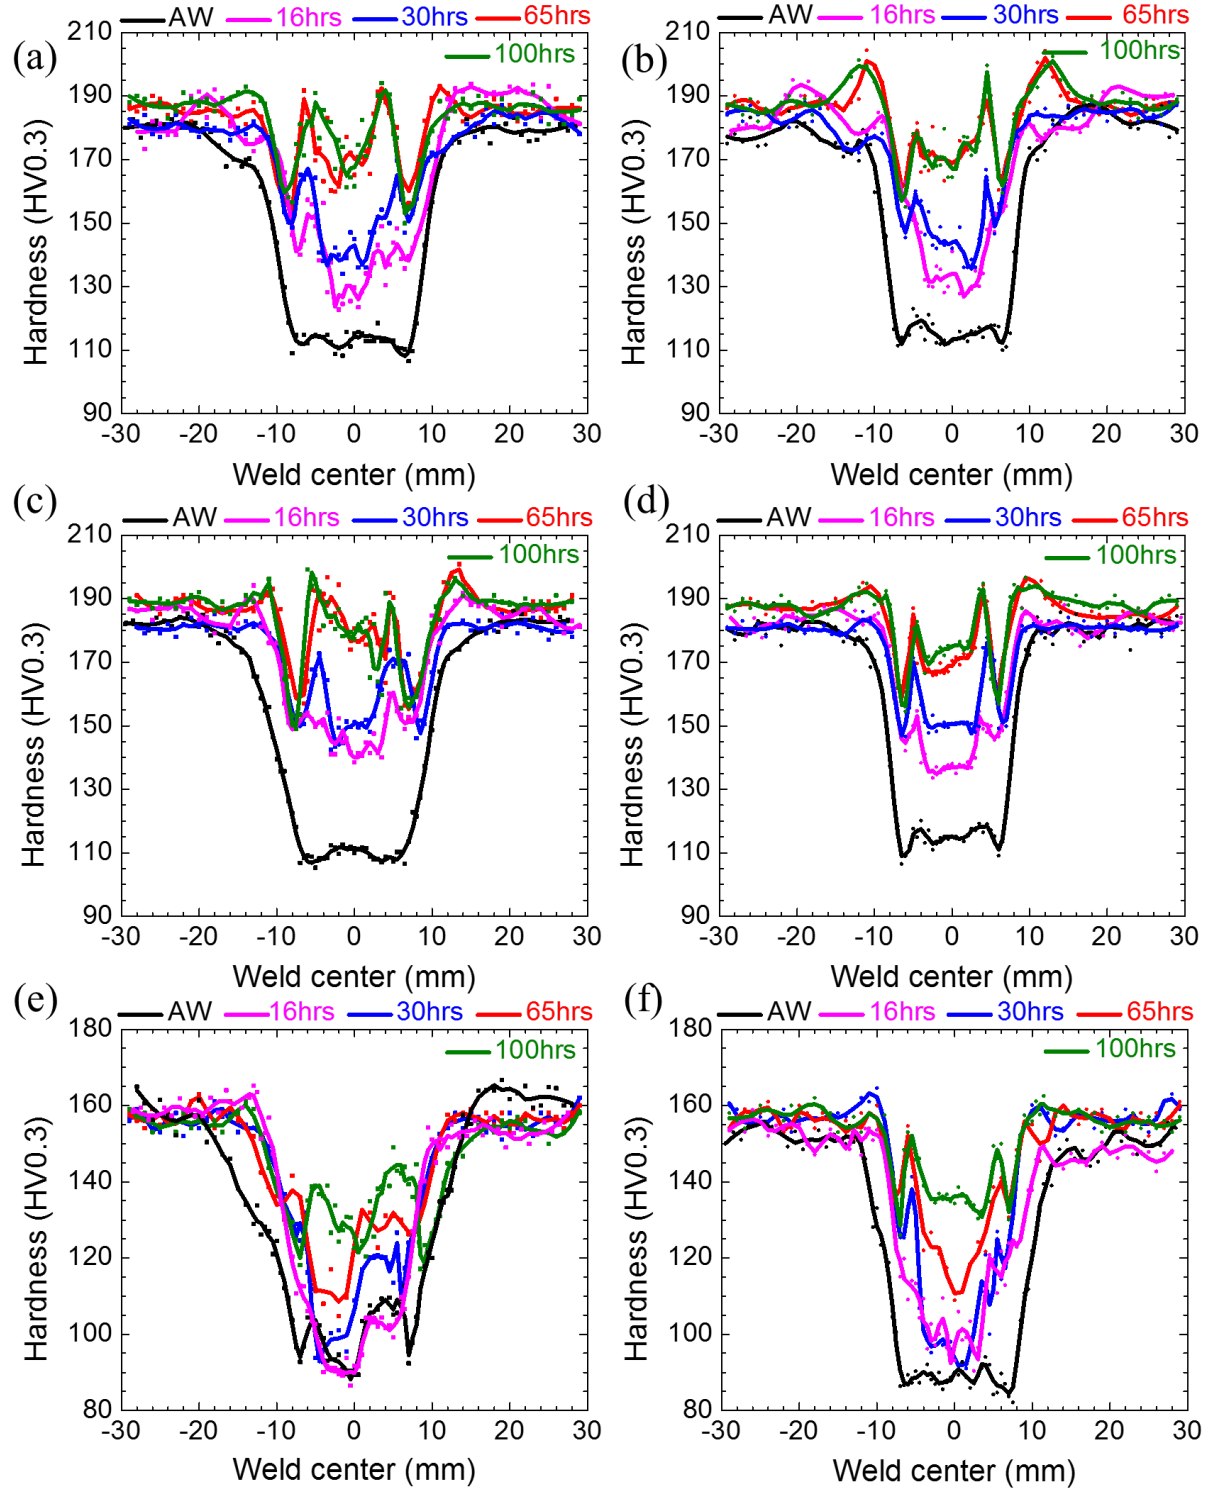 AW 16hrs 30hrs 65hrs
AW 16hrs 30hrs 65hrs
(a)
(b)
210
100hrs
210
100hrs
190
190
170
170
150
150
130
130
110
110
90
90
Hardness (HV0.3)
Hardness (HV0.3)
-30 -20 -10 0 10 20 30
-30 -20 -10 0 10 20 30
Weld center (mm)
Weld center (mm)
(c)
(d)
AW 16hrs 30hrs 65hrs
AW 16hrs 30hrs 65hrs
210
100hrs
210
100hrs
190
190
170
170
150
150
130
130
110
110
90
90
Hardness (HV0.3)
Hardness (HV0.3)
-30 -20 -10 0 10 20 30
-30 -20 -10 0 10 20 30
Weld center (mm)
Weld center (mm)
(e)
(f)
AW 16hrs 30hrs 65hrs
AW 16hrs 30hrs 65hrs
180
100hrs
180
100hrs
160
160
140
140
120
120
100
100
80
80
Hardness (HV0.3)
Hardness (HV0.3)
-30 -20 -10 0 10 20 30
-30 -20 -10 0 10 20 30
Weld center (mm)
Weld center (mm)